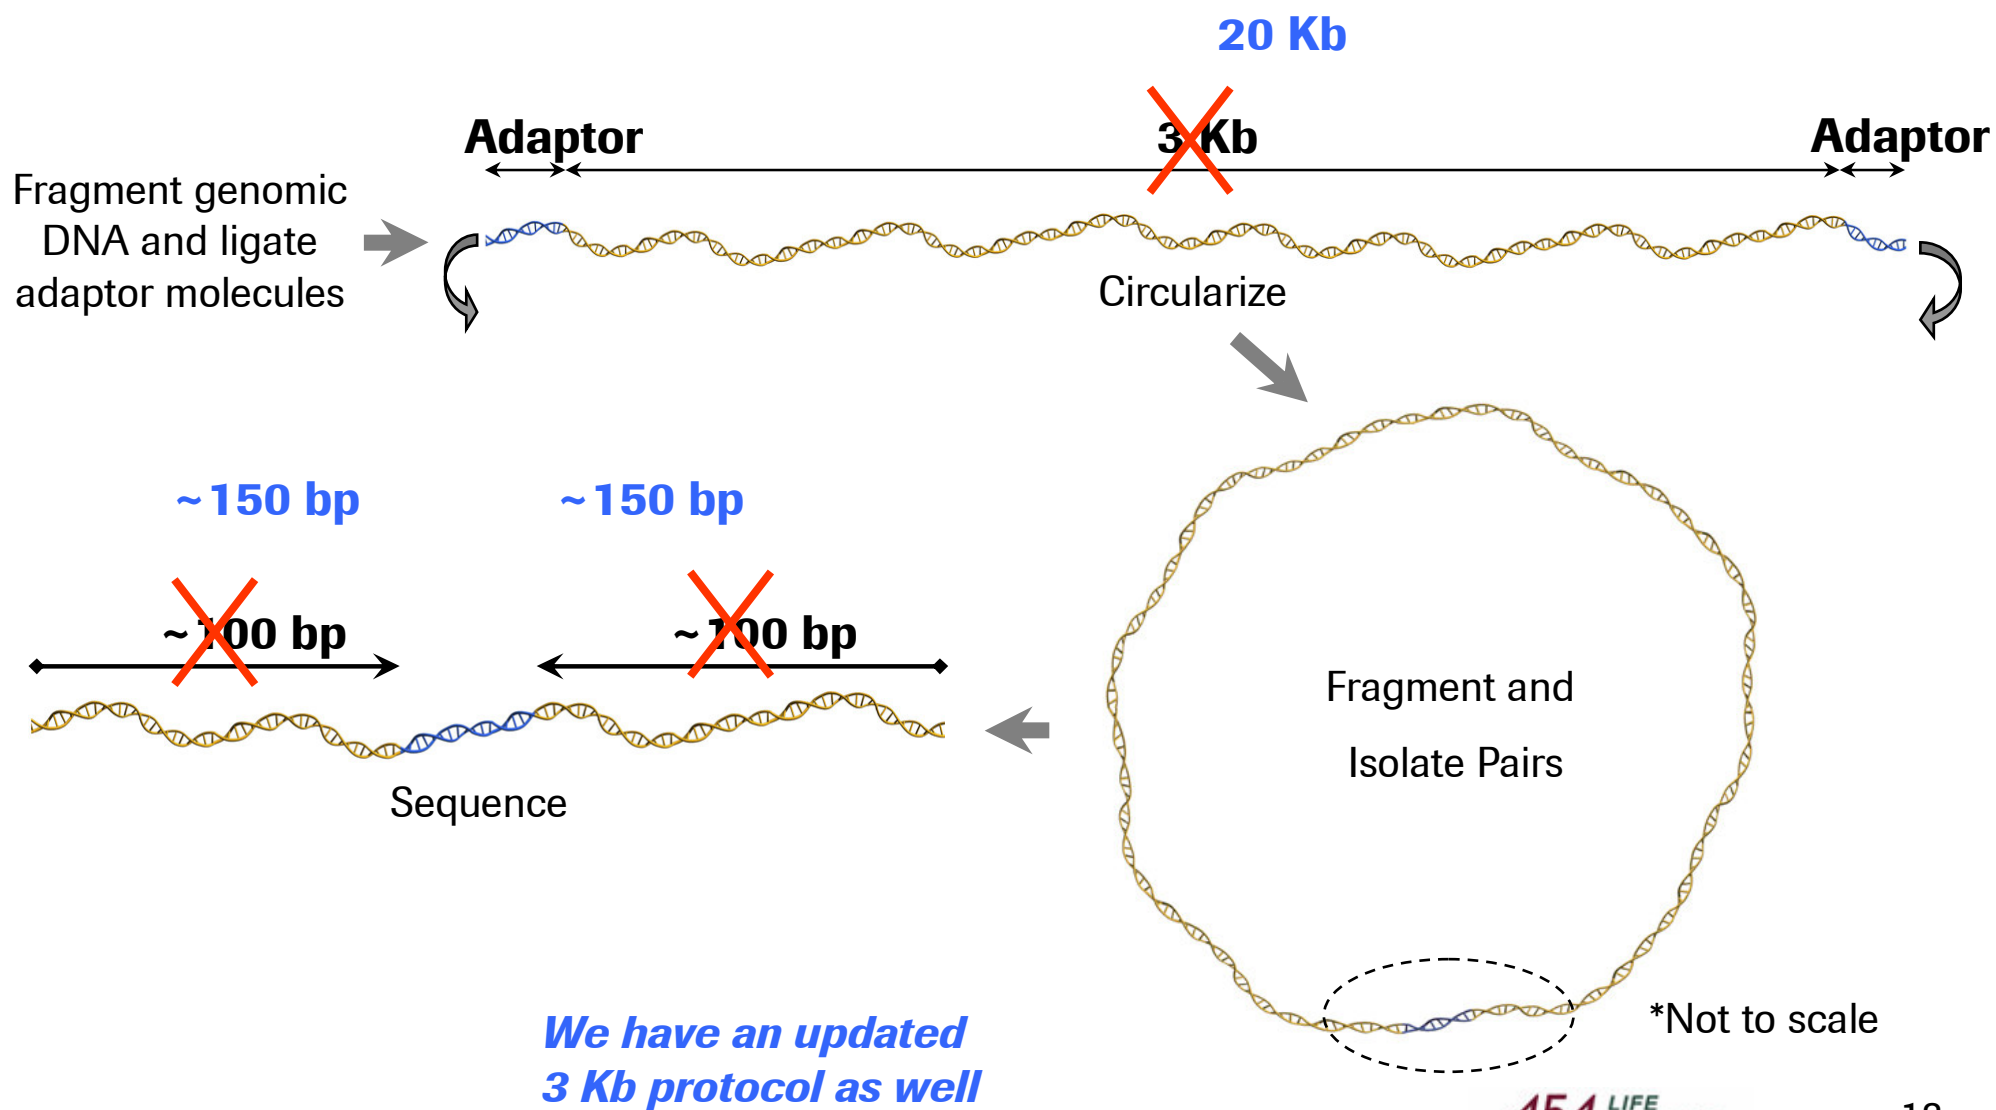 20 Kb
Adaptor
3 Kb
Adaptor
Fragment genomic
DNA and ligate
adaptor molecules
Circularize
~150 bp
~150 bp
~100 bp
~100 bp
Sequence
Fragment and
Isolate Pairs
*Not to scale
We have an updated
3 Kb protocol as well
454 LIFE